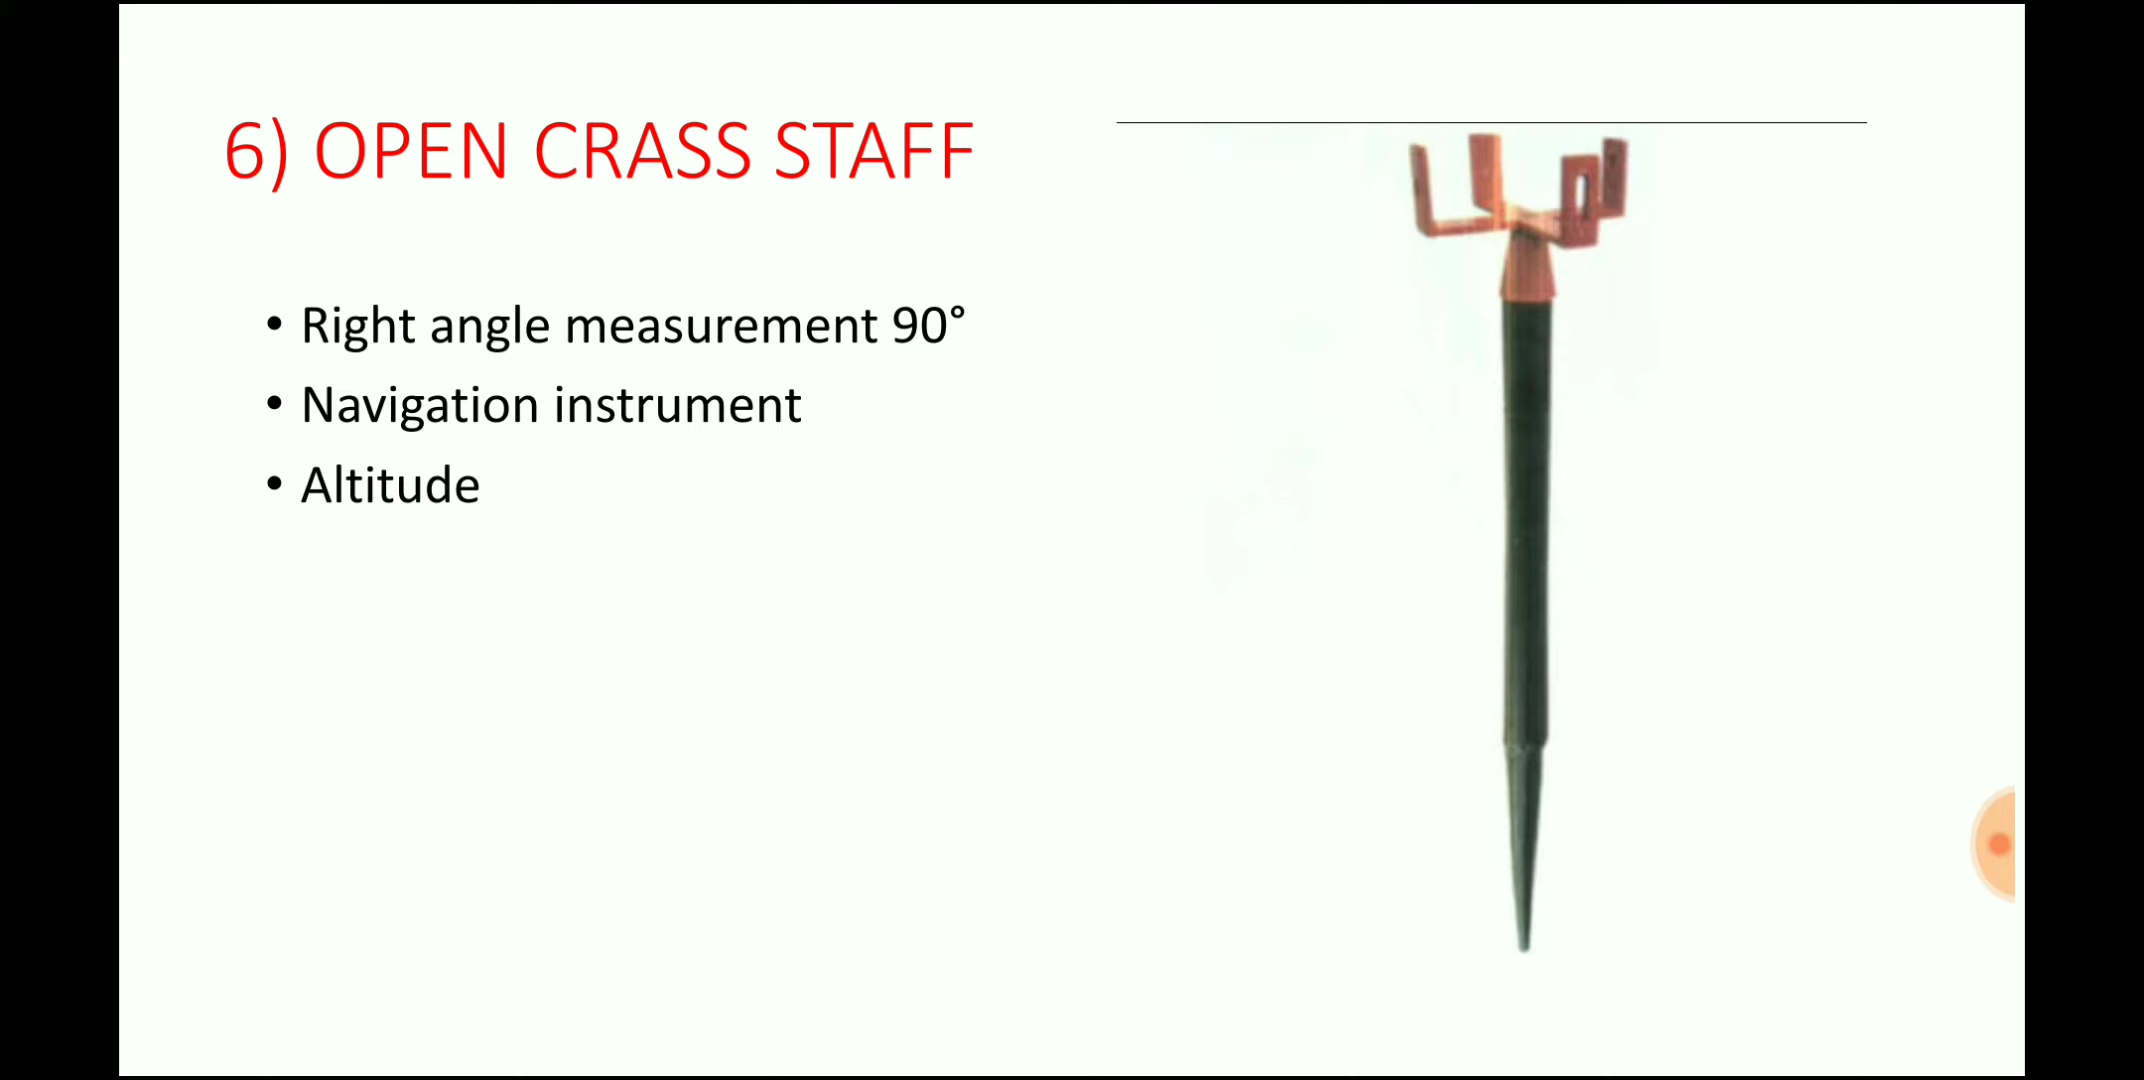 6) OPEN CRASS STAFF
• Right angle measurement 90°
• Navigation instrument
• Altitude